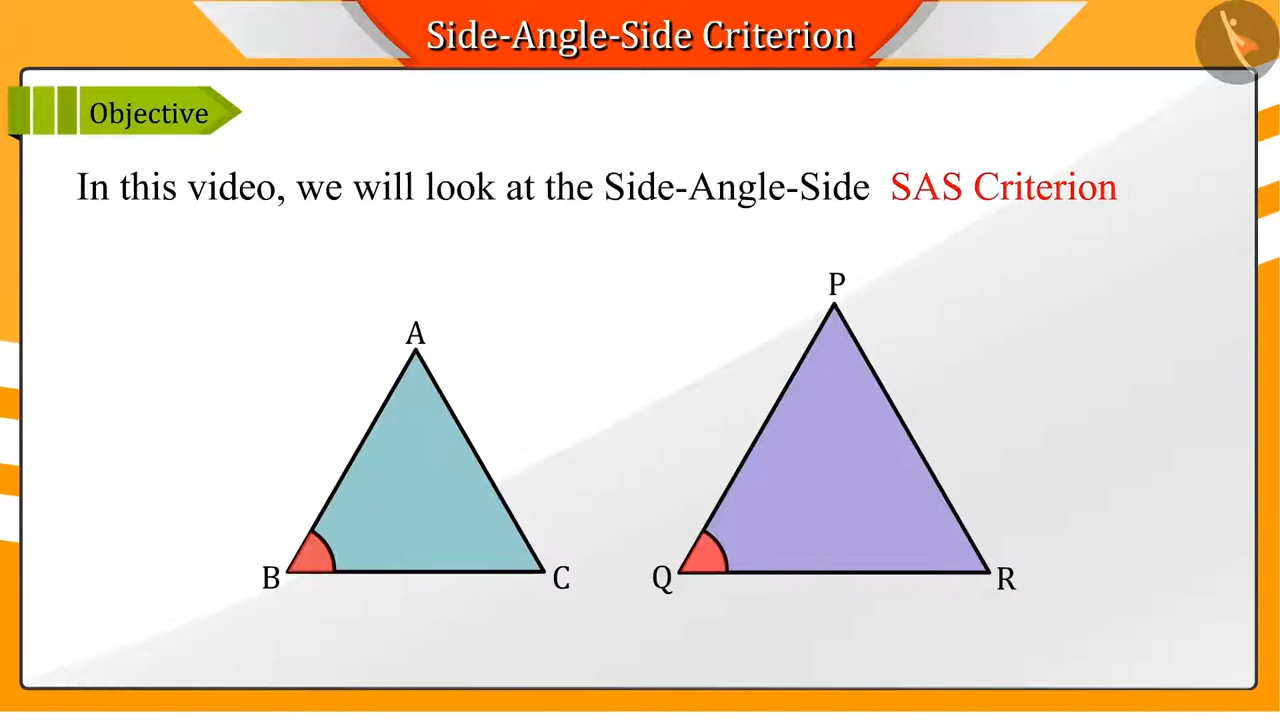 Side-Angle-Side Criterion
Objective
In this video, we will look at the Side-Angle-Side SAS Criterion
P
A
B
C
Q
R